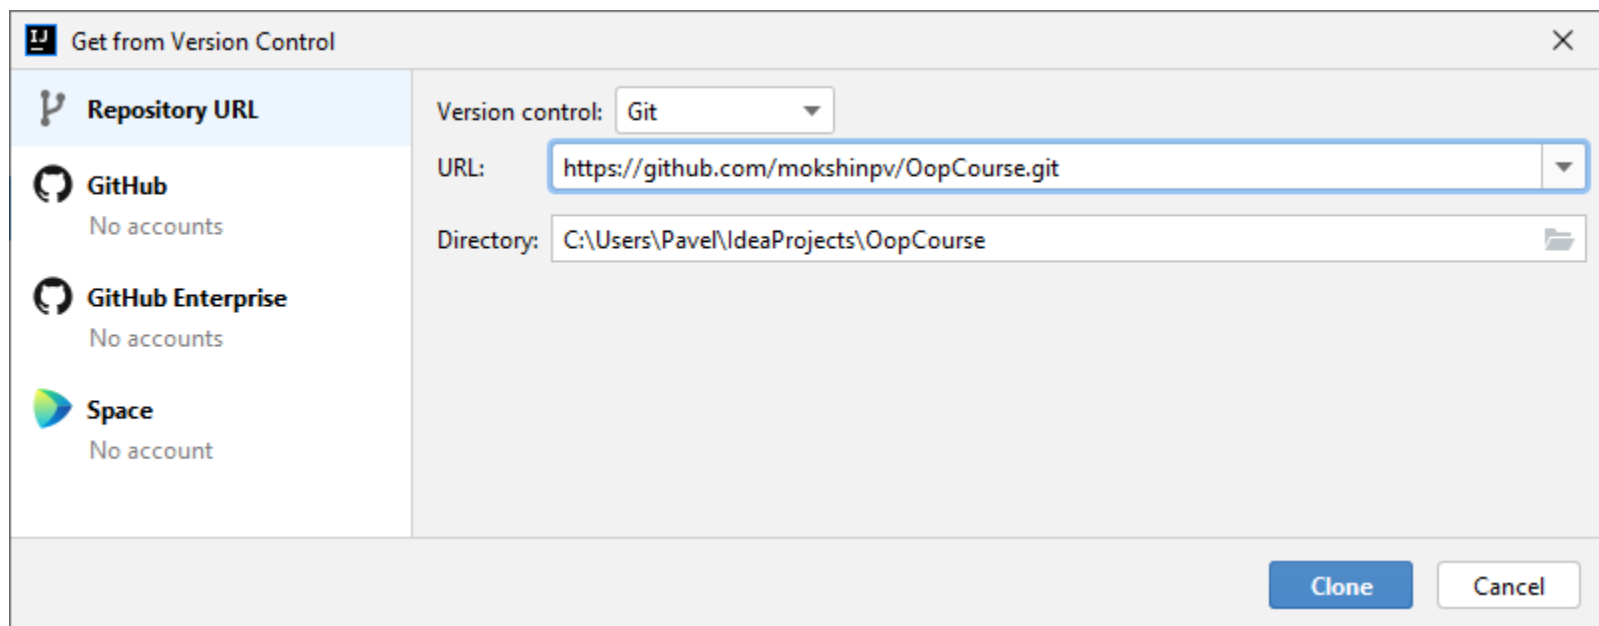 IJ
Get from Version Control
Repository URL
GitHub
No accounts
GitHub Enterprise
No accounts
Space
No account
Version control: Git
URL: https://github.com/mokshinpv/OopCourse.git
Directory: C:\Users\Pavel\IdeaProjects\OopCourse
Clone Cancel